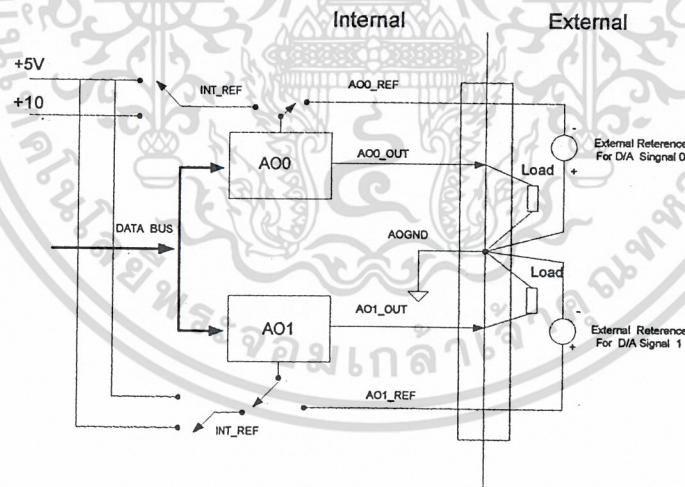 Internal
External
+5V
INT_REF
AO0_REF
+10
External Reterence
For D/A Singnal 0
-
+
AO0
AO0_OUT
Load
DATA BUS
AOGND
Load
AO1
AO1_OUT
-
+
External Reterence
For D/A Signal 1
AO1_REF
INT_REF